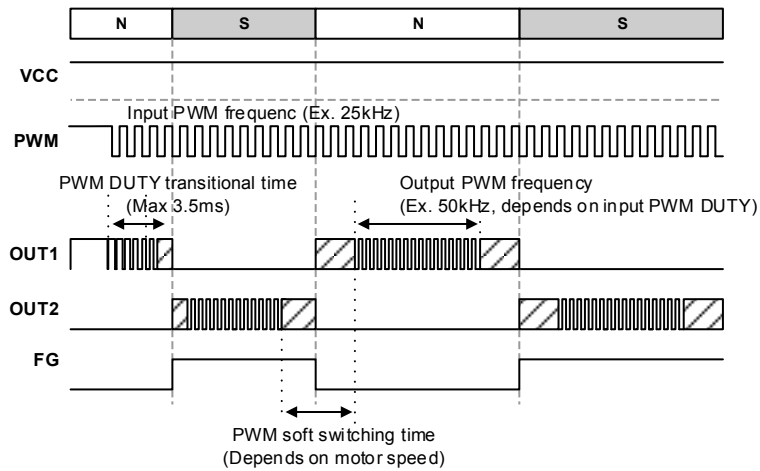 N S N S
VCC
Input PWM frequenc (Ex. 25kHz)
PWM
PWM DUTY transitional time
(Max 3.5ms)
Output PWM frequency
(Ex. 50kHz, depends on input PWM DUTY)
OUT1
OUT2
FG
PWM soft switching time
(Depends on motor speed)